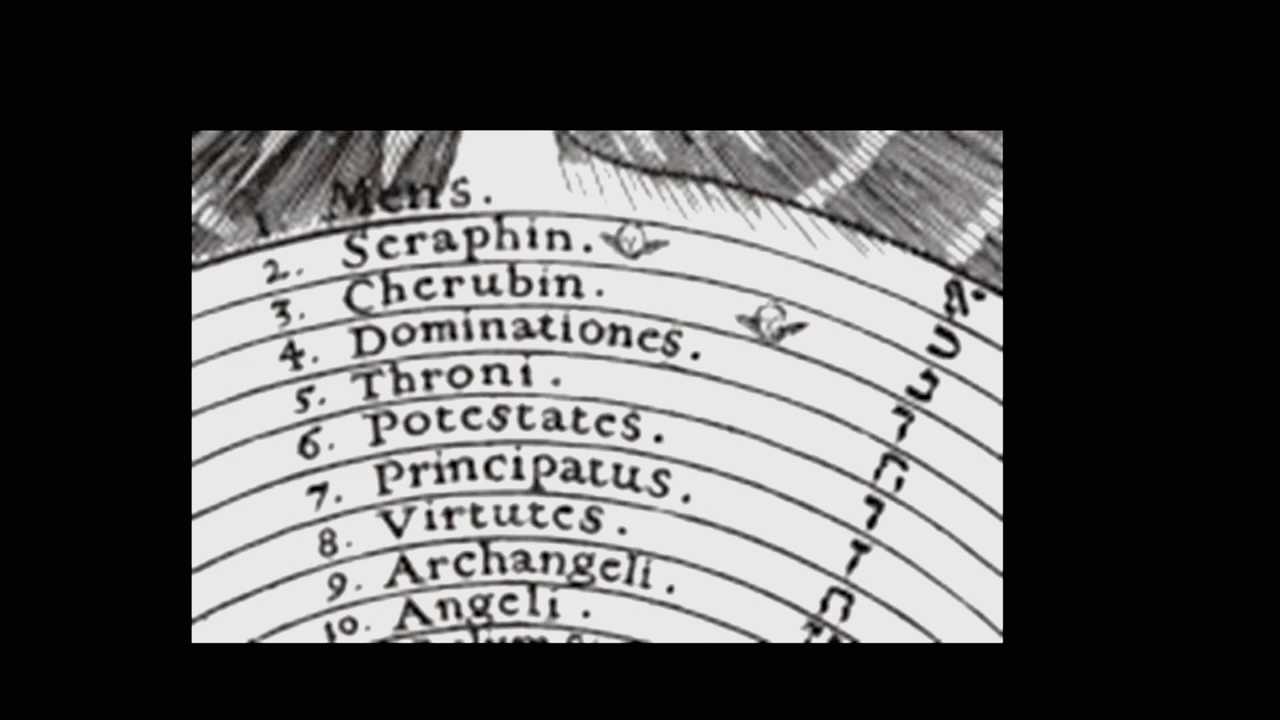 1 Mens.
2. Seraphin.
3. Cherubin.
4. Dominationes.
5. Throni.
6. Potestates.
7. Principatus.
8. Virtutes.
9. Archangeli.
10. Angeli.